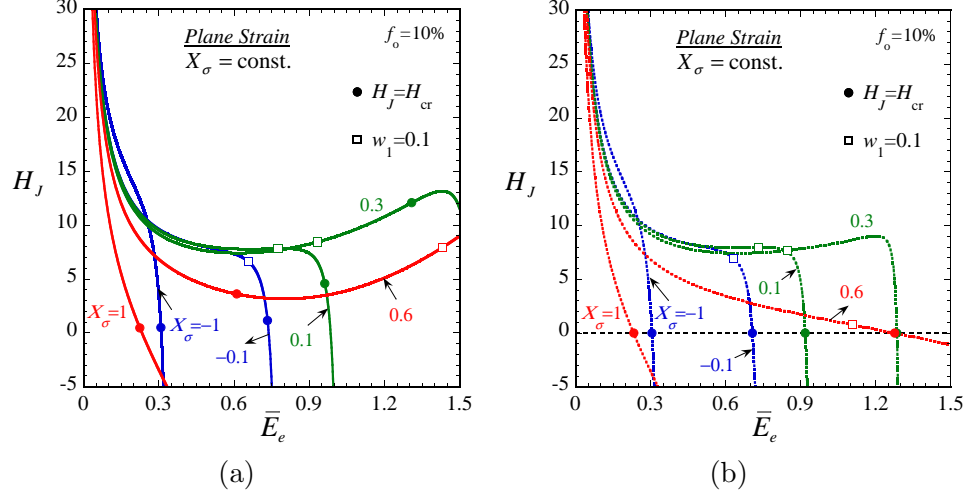 30
25
20
15
10
5
0
-5
H_J
Plane Strain
X_σ = const.
f_o=10%
H_J=H_cr
w_1=0.1
0.3
X_σ=1
X_σ=-1
-0.1
0.1
0.6
0 0.3 0.6 0.9 1.2 1.5
E̅_e
(a)
30
25
20
15
10
5
0
-5
H_J
Plane Strain
X_σ = const.
f_o=10%
H_J=H_cr
w_1=0.1
0.3
0.1
0.6
X_σ=1
X_σ=-1
-0.1
0 0.3 0.6 0.9 1.2 1.5
E̅_e
(b)